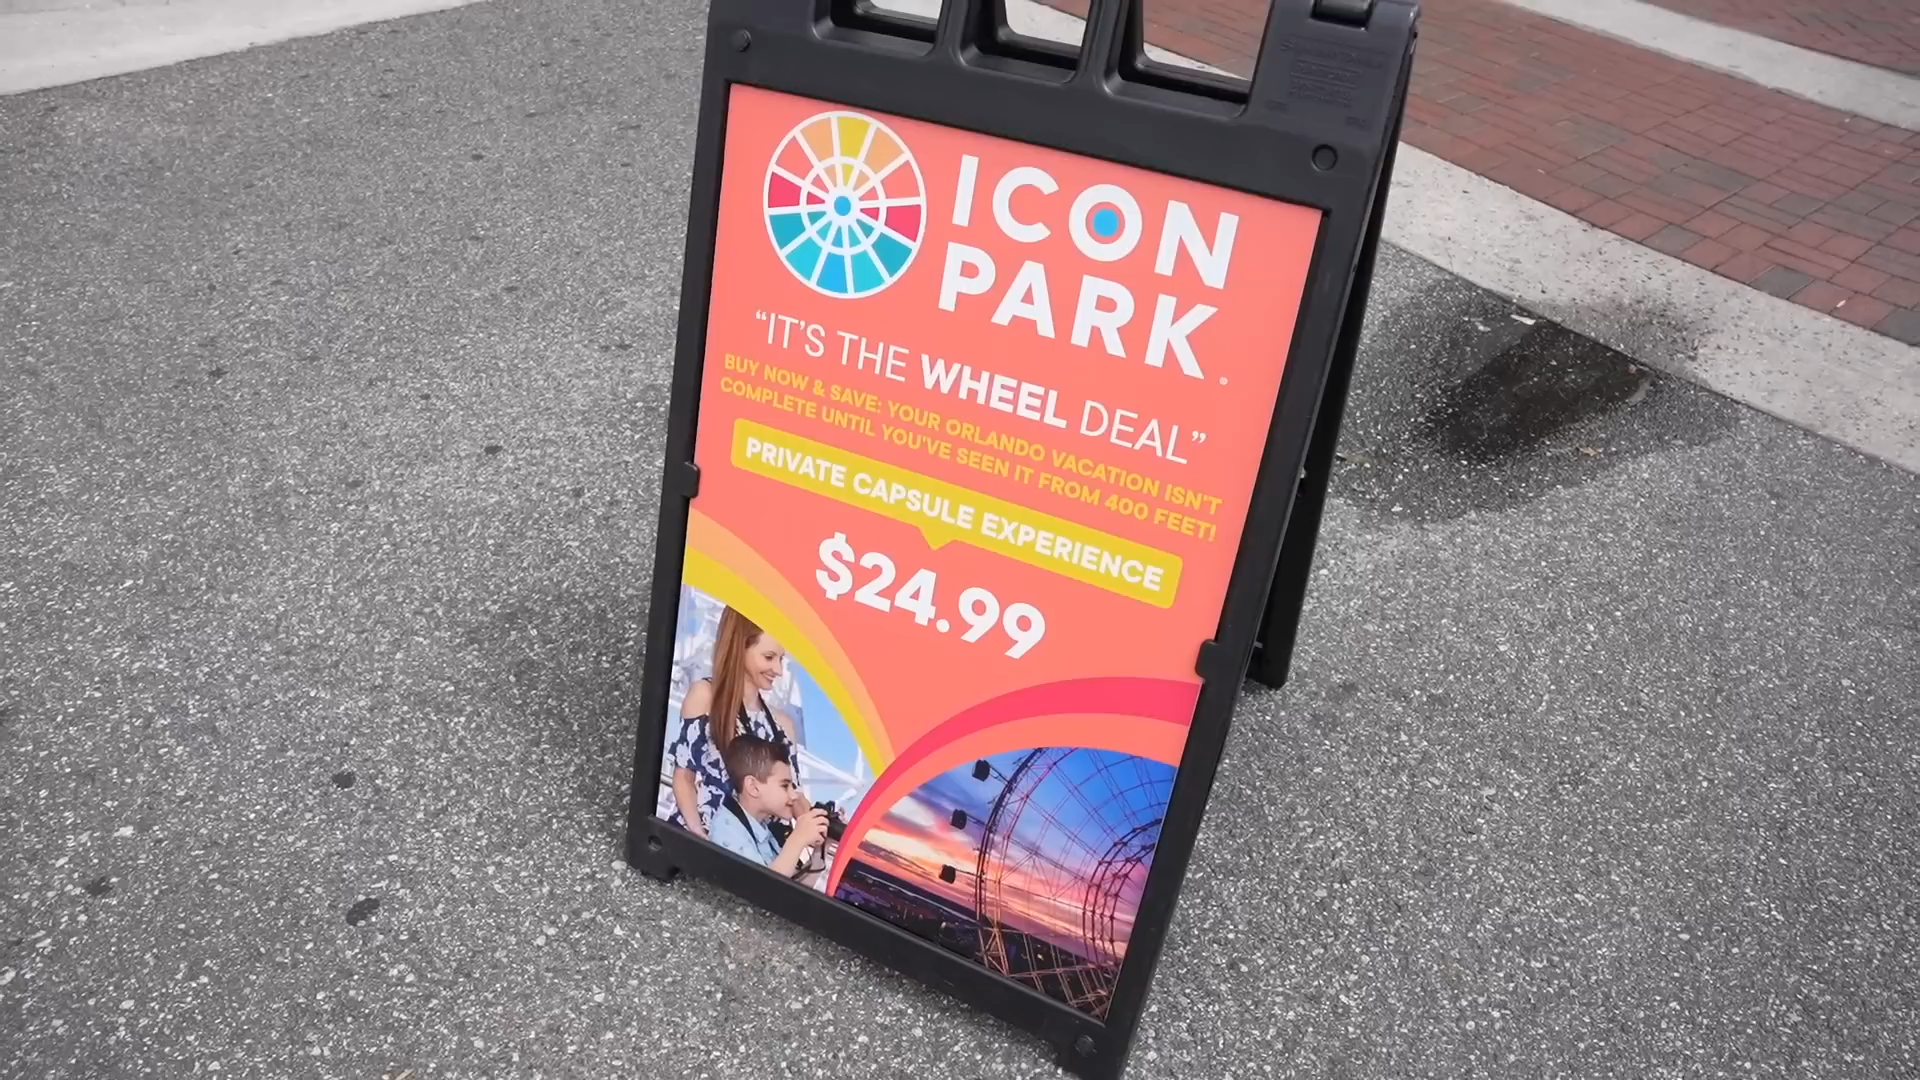 ICON
PARK
“IT'S THE WHEEL DEAL”
BUY NOW & SAVE: YOUR ORLANDO VACATION ISN'T
COMPLETE UNTIL YOU'VE SEEN IT FROM 400 FEET!
PRIVATE CAPSULE EXPERIENCE
$24.99